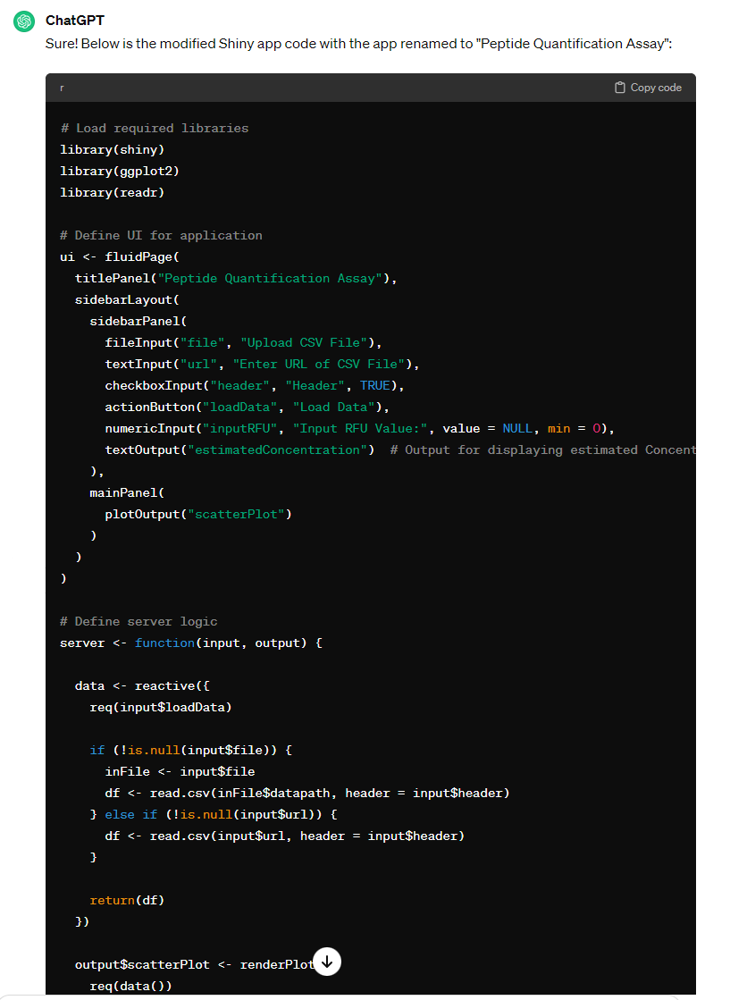 ChatGPT
Sure! Below is the modified Shiny app code with the app renamed to "Peptide Quantification Assay":
r
Copy code
# Load required libraries
library(shiny)
library(ggplot2)
library(readr)
# Define UI for application
ui <- fluidPage(
  titlePanel("Peptide Quantification Assay"),
  sidebarLayout(
    sidebarPanel(
      fileInput("file", "Upload CSV File"),
      textInput("url", "Enter URL of CSV File"),
      checkboxInput("header", "Header", TRUE),
      actionButton("loadData", "Load Data"),
      numericInput("inputRFU", "Input RFU Value:", value = NULL, min = 0),
      textOutput("estimatedConcentration")  # Output for displaying estimated Concent
    ),
    mainPanel(
      plotOutput("scatterPlot")
    )
  )
)
# Define server logic
server <- function(input, output) {
  data <- reactive({
    req(input$loadData)
    if (!is.null(input$file)) {
      inFile <- input$file
      df <- read.csv(inFile$datapath, header = input$header)
    } else if (!is.null(input$url)) {
      df <- read.csv(input$url, header = input$header)
    }
    return(df)
  })
  output$scatterPlot <- renderPlot
    req(data())